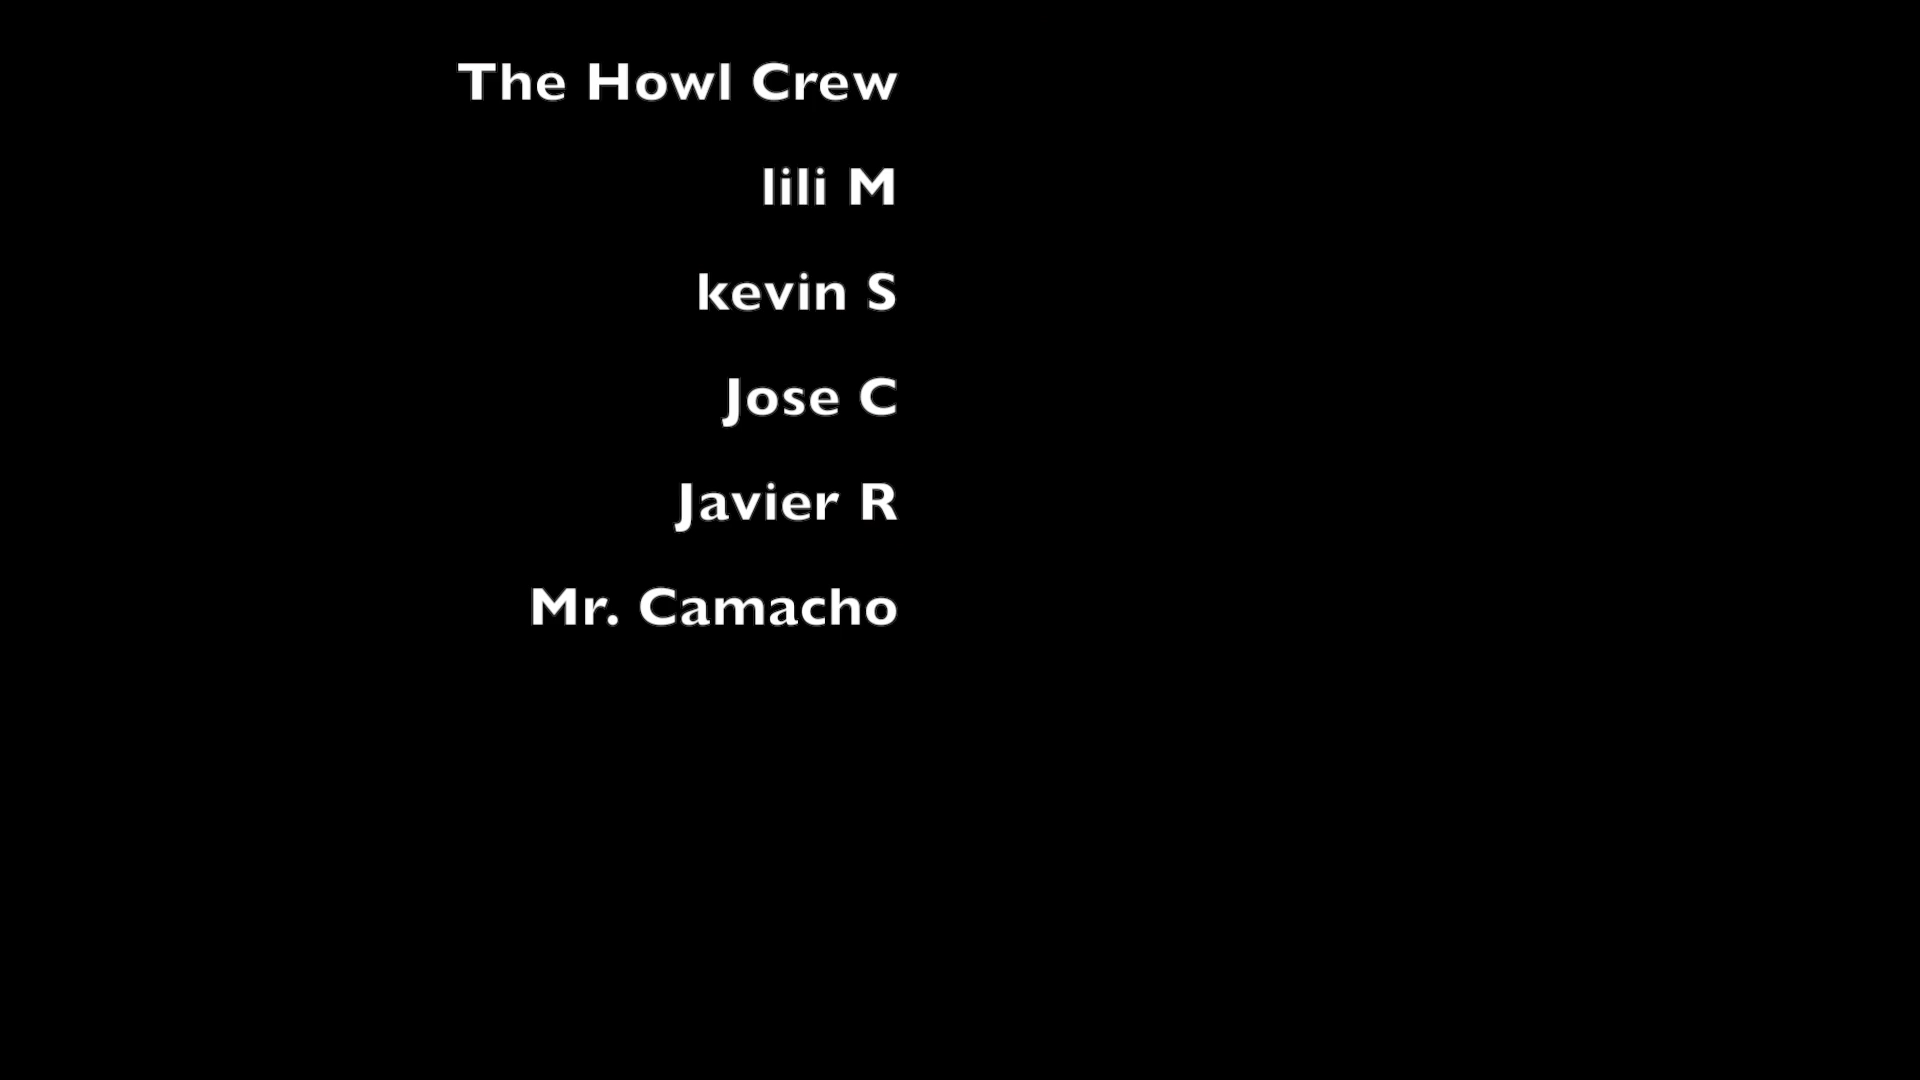 The Howl Crew
lili M
kevin S
Jose C
Javier R
Mr. Camacho